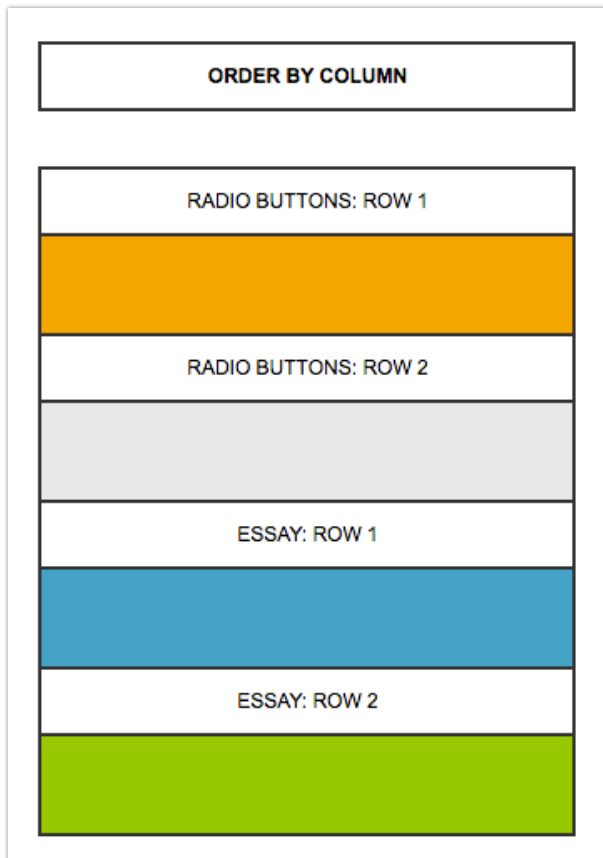 ORDER BY COLUMN
RADIO BUTTONS: ROW 1
RADIO BUTTONS: ROW 2
ESSAY: ROW 1
ESSAY: ROW 2